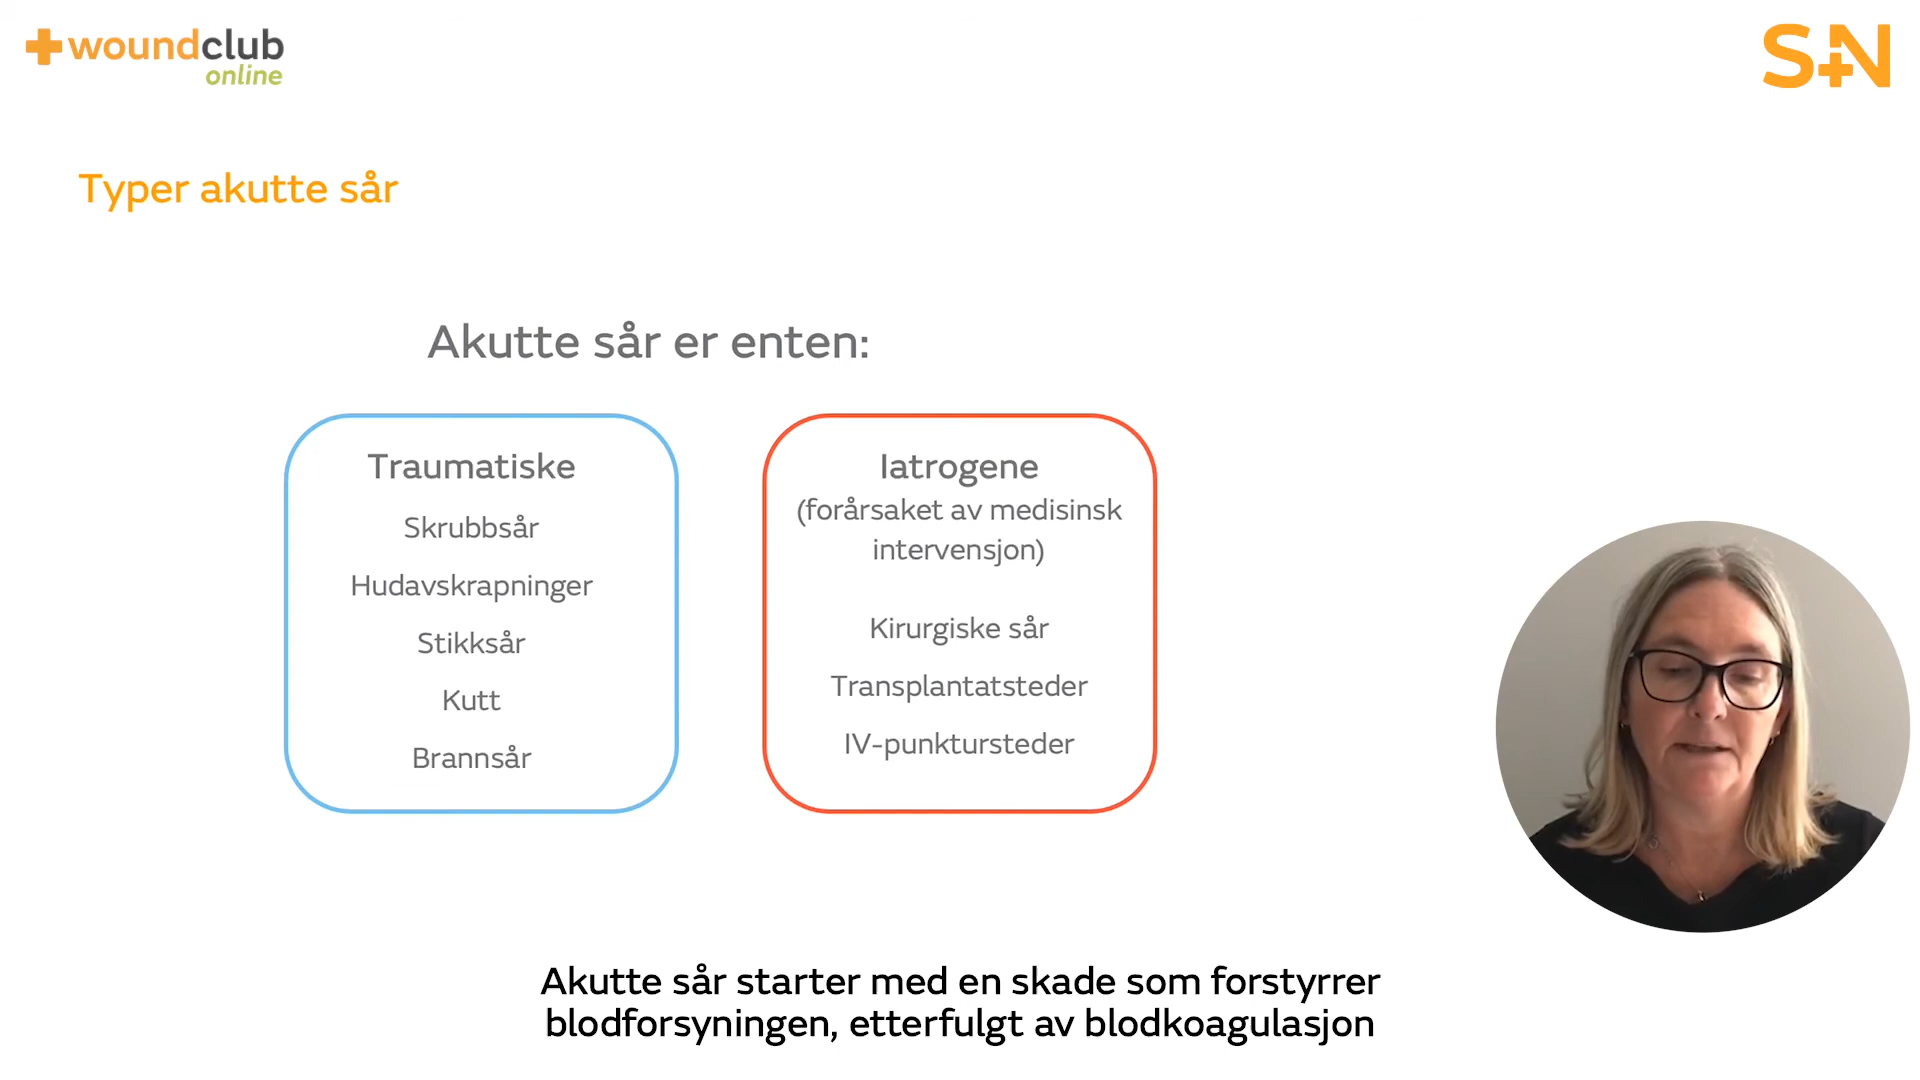 woundclub
online
S+N
Typer akutte sår
Akutte sår er enten:
Traumatiske
Skrubbsår
Hudavskrapninger
Stikksår
Kutt
Brannsår
Iatrogene
(forårsaket av medisinsk
intervensjon)
Kirurgiske sår
Transplantatsteder
IV-punktursteder
Akutte sår starter med en skade som forstyrrer
blodforsyningen, etterfulgt av blodkoagulasjon